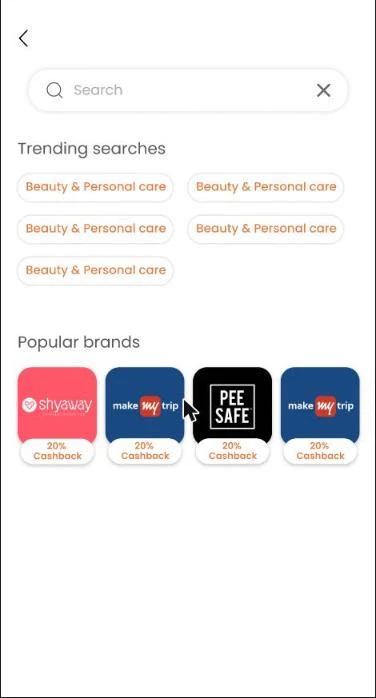 Search
Trending searches
Beauty & Personal care
Beauty & Personal care
Beauty & Personal care
Beauty & Personal care
Beauty & Personal care
Popular brands
shyaway
make my trip
PEE
SAFE
make my trip
20%
Cashback
20%
Cashback
20%
Cashback
20%
Cashback